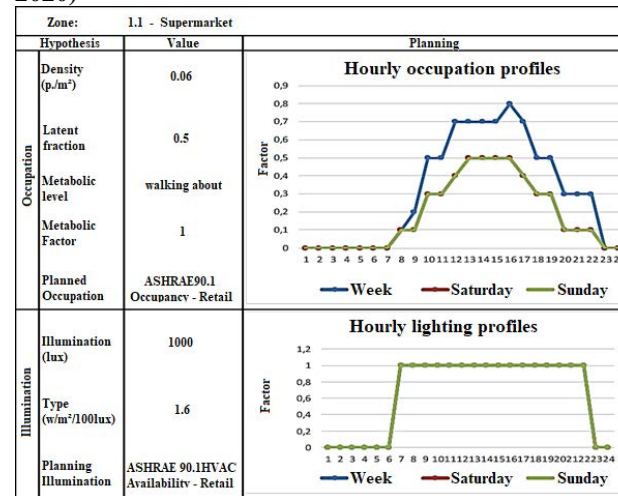 Zone: 1.1 - Supermarket
Hypothesis Value Planning
Occupation
Density
(p./m²)
0.06
Latent
fraction
0.5
Metabolic
level
walking about
Metabolic
Factor
1
Planned
Occupation
ASHRAE90.1
Occupancy - Retail
Hourly occupation profiles
Factor
0,9
0,8
0,7
0,6
0,5
0,4
0,3
0,2
0,1
0
1 2 3 4 5 6 7 8 9 10 11 12 13 14 15 16 17 18 19 20 21 22 23
Week Saturday Sunday
Illumination
Illumination
(lux)
1000
Type
(w/m²/100lux)
1.6
Planning
Illumination
ASHRAE 90.1HVAC
Availability - Retail
Hourly lighting profiles
Factor
1,2
1
0,8
0,6
0,4
0,2
0
1 2 3 4 5 6 7 8 9 10 11 12 13 14 15 16 17 18 19 20 21 22 23 24
Week Saturday Sunday